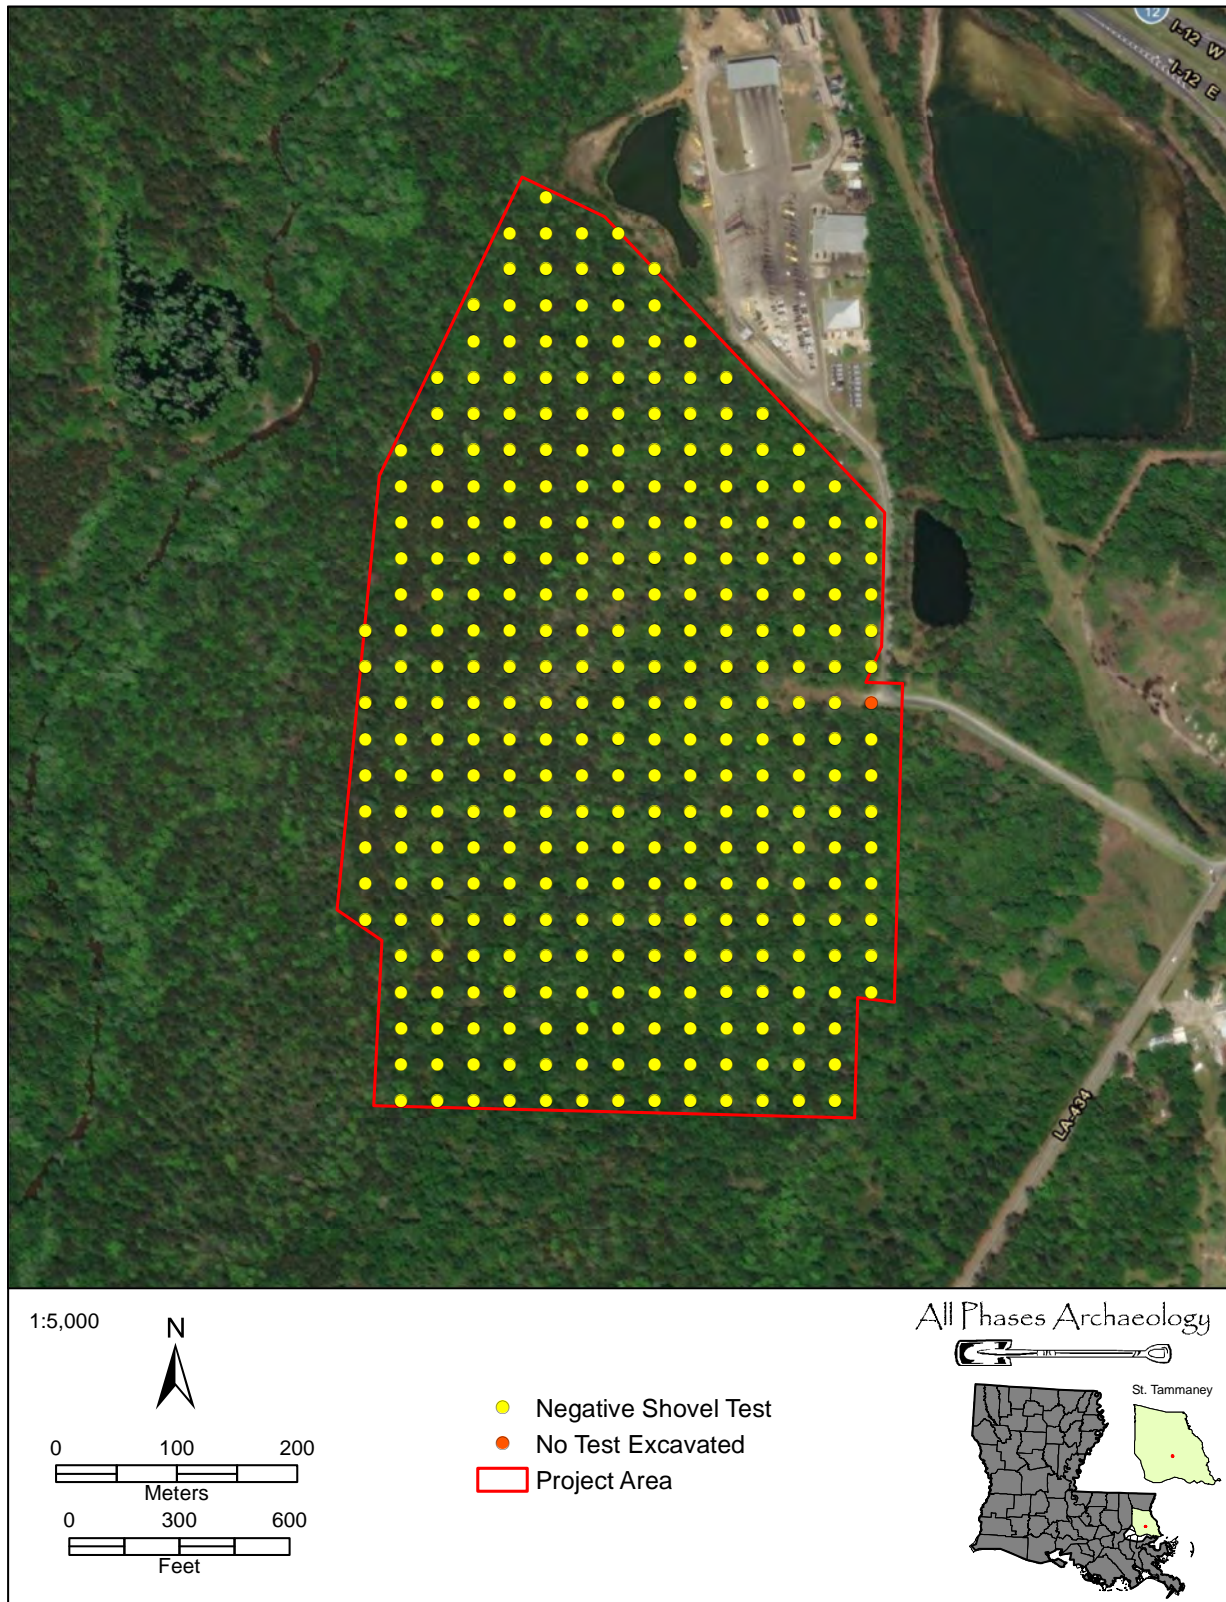 12
I-12 W
I-12 E
LA-434
1:5,000
N
0 100 200
Meters
0 300 600
Feet
Negative Shovel Test
No Test Excavated
Project Area
All Phases Archaeology
St. Tammaney